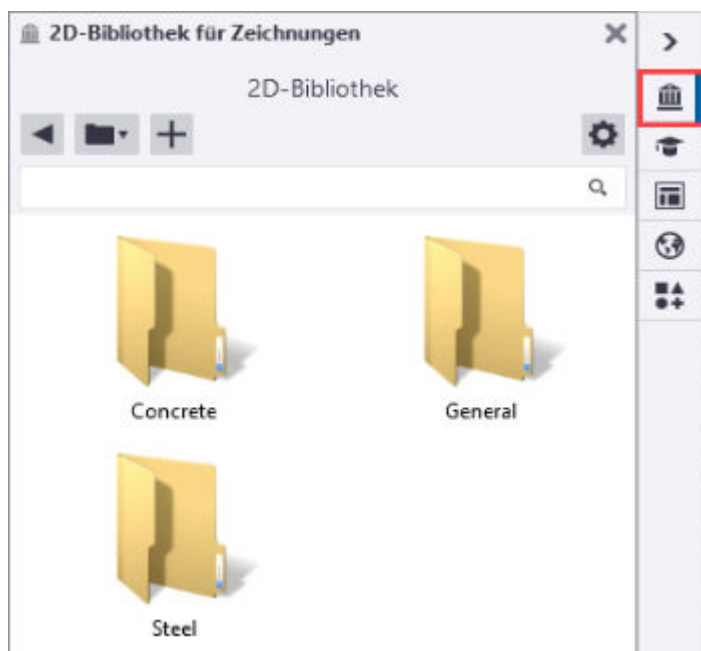 2D-Bibliothek für Zeichnungen
2D-Bibliothek
Concrete
General
Steel